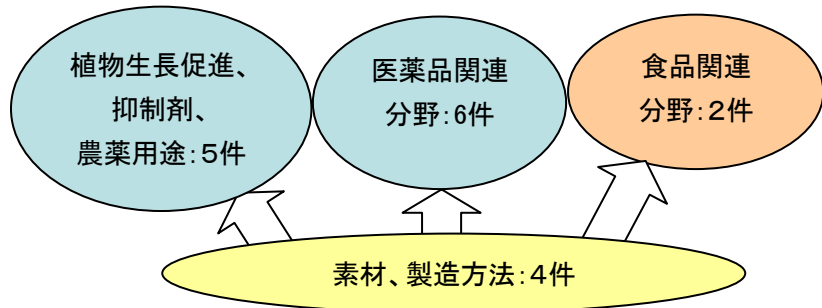 植物生長促進、
抑制剤、
農薬用途：５件
医薬品関連
分野：6件
食品関連
分野：２件
素材、製造方法：４件